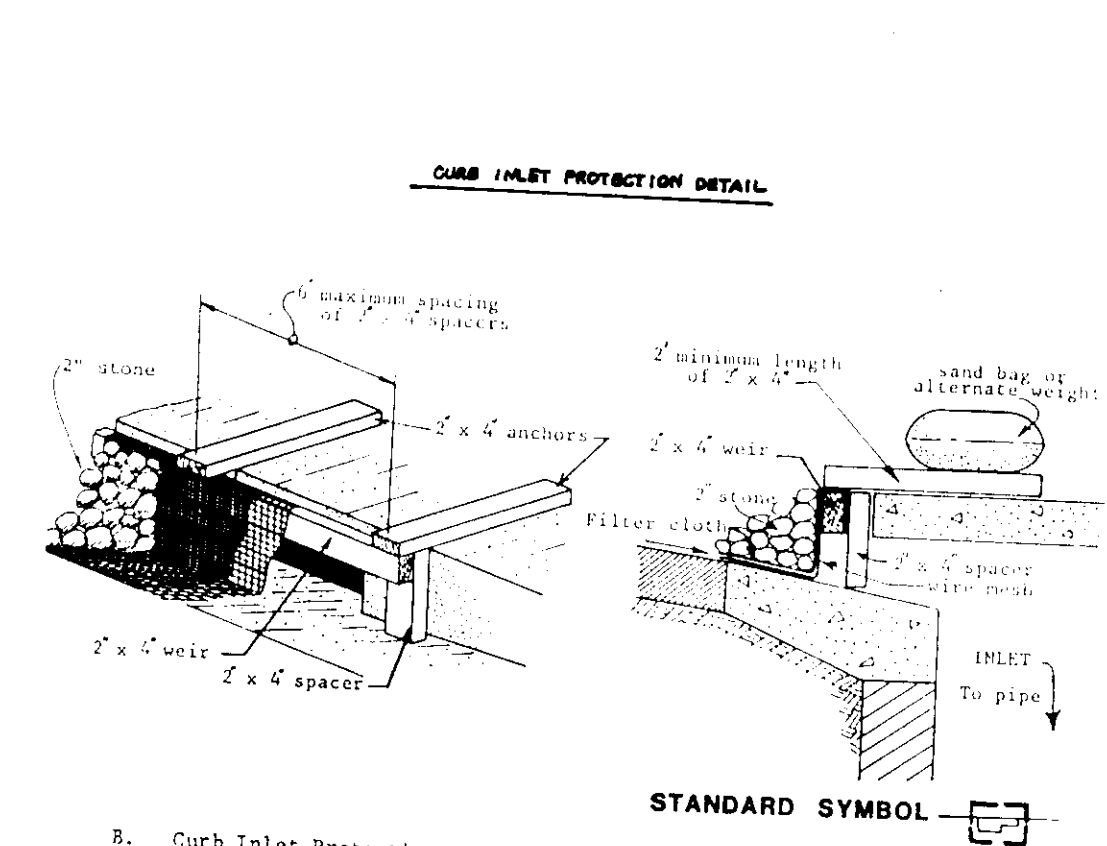 CURB INLET PROTECTION DETAIL
6' maximum spacing
of 2" x 4" spacers
2" stone
2" x 4" anchors
2" x 4" weir
2" x 4" spacer
2' minimum length
of 2" x 4"
sand bag or
alternate weight
2" x 4" weir
2" stone
Filter cloth
2" x 4" spacer
wire mesh
INLET
To pipe
STANDARD SYMBOL
B. Curb Inlet